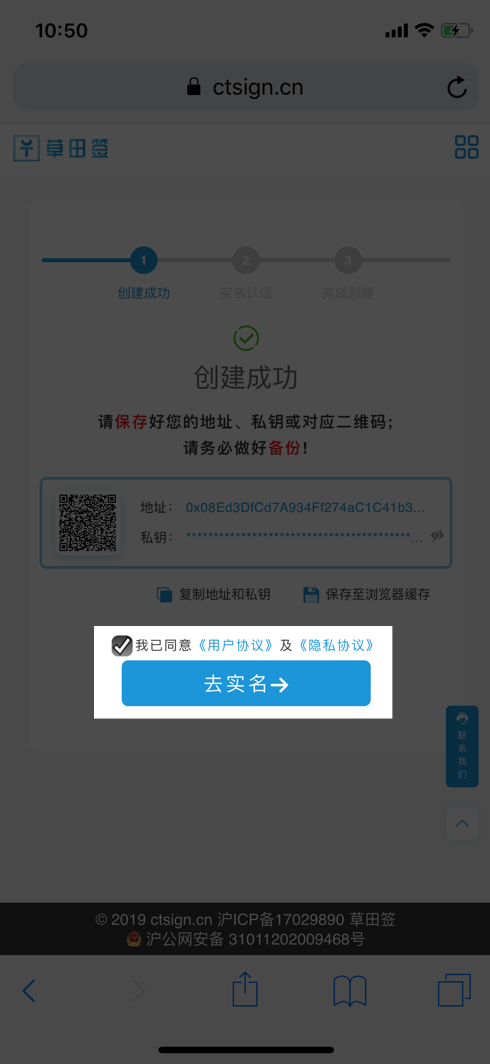 10:50
ctsign.cn
草田签
1
2
3
创建成功
实名认证
完成创建
创建成功
请保存好您的地址、私钥或对应二维码；
请务必做好备份！
地址： 0x08Ed3DfCd7A934Ff274aC1C41b3...
私钥： ******************************************...
复制地址和私钥
保存至浏览器缓存
我已同意《用户协议》及《隐私协议》
去实名→
联系我们
© 2019 ctsign.cn 沪ICP备17029890 草田签
沪公网安备 31011202009468号